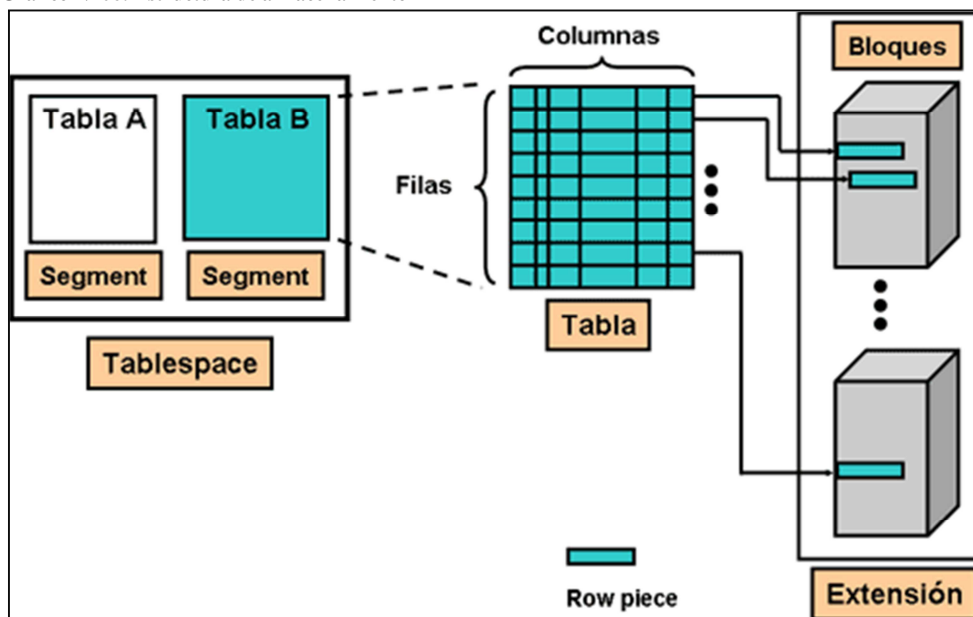 Columnas
Bloques
Tabla A
Tabla B
Filas
Segment
Segment
Tabla
Tablespace
Row piece
Extensión